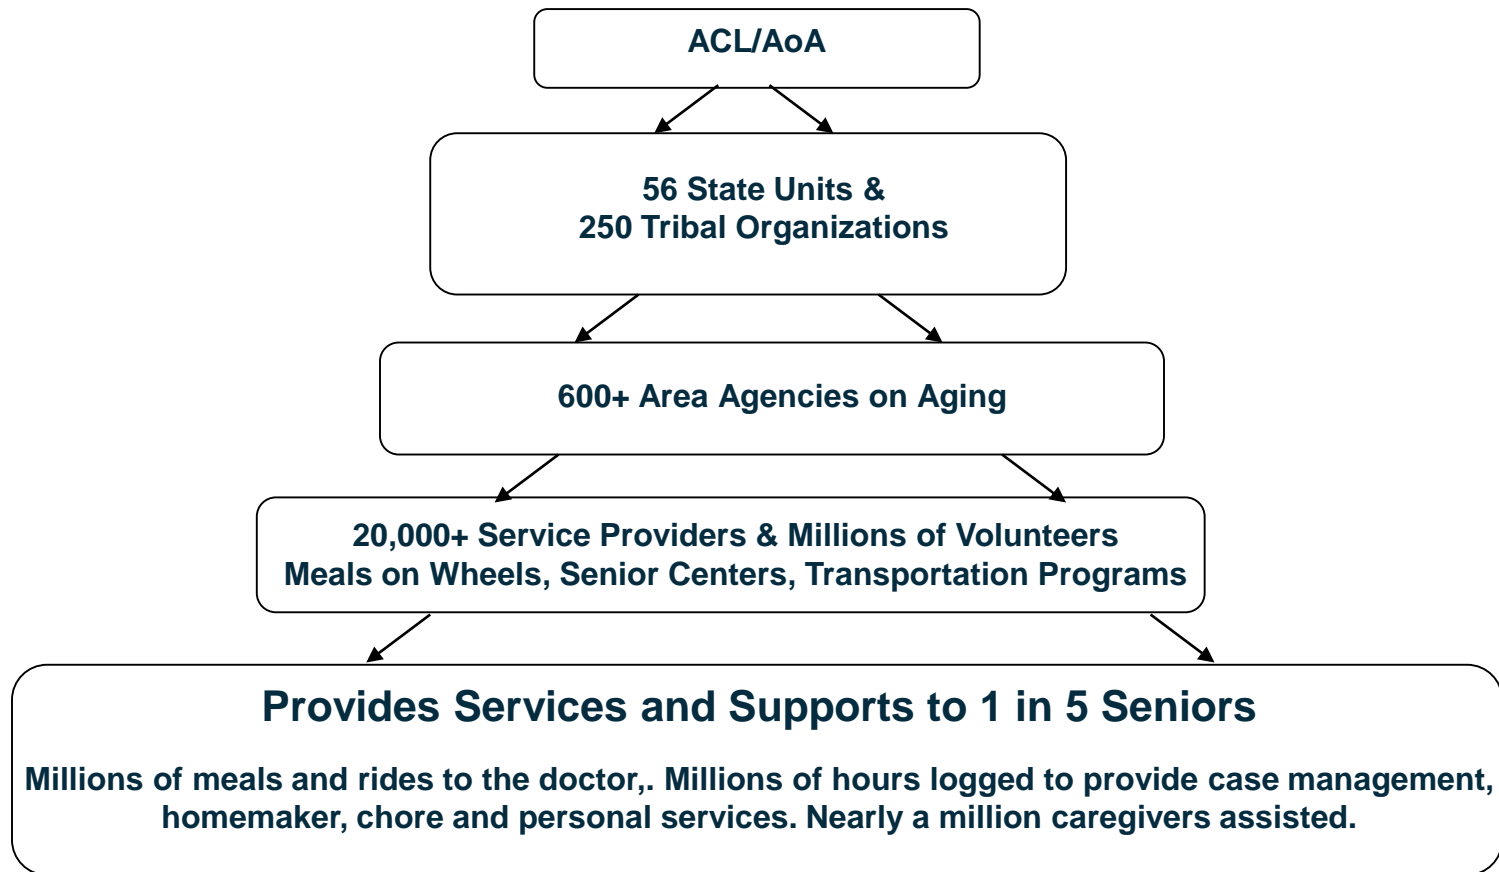 ACL/AoA
56 State Units &
250 Tribal Organizations
600+ Area Agencies on Aging
20,000+ Service Providers & Millions of Volunteers
Meals on Wheels, Senior Centers, Transportation Programs
Provides Services and Supports to 1 in 5 Seniors
Millions of meals and rides to the doctor,. Millions of hours logged to provide case management,
homemaker, chore and personal services. Nearly a million caregivers assisted.